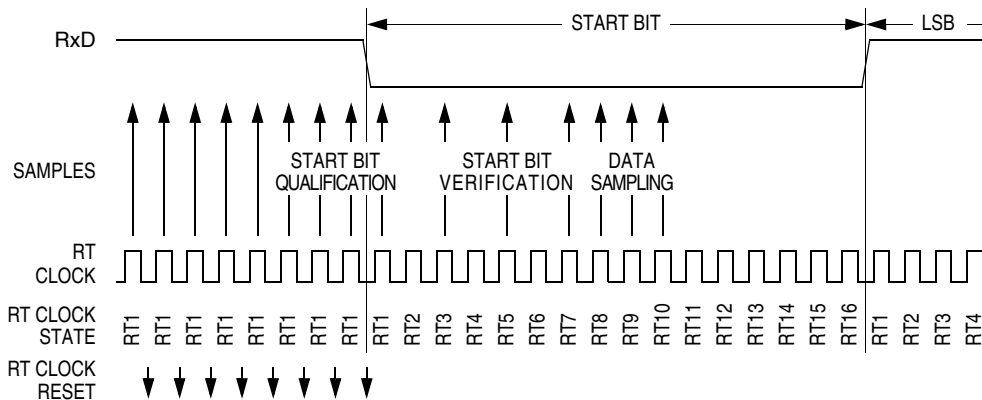 START BIT
LSB
RxD
SAMPLES
START BIT
QUALIFICATION
START BIT
VERIFICATION
DATA
SAMPLING
RT
CLOCK
RT CLOCK
STATE
RT1 RT1 RT1 RT1 RT1 RT1 RT1 RT1 RT1 RT2 RT3 RT4 RT5 RT6 RT7 RT8 RT9 RT10 RT11 RT12 RT13 RT14 RT15 RT16 RT1 RT2 RT3 RT4
RT CLOCK
RESET